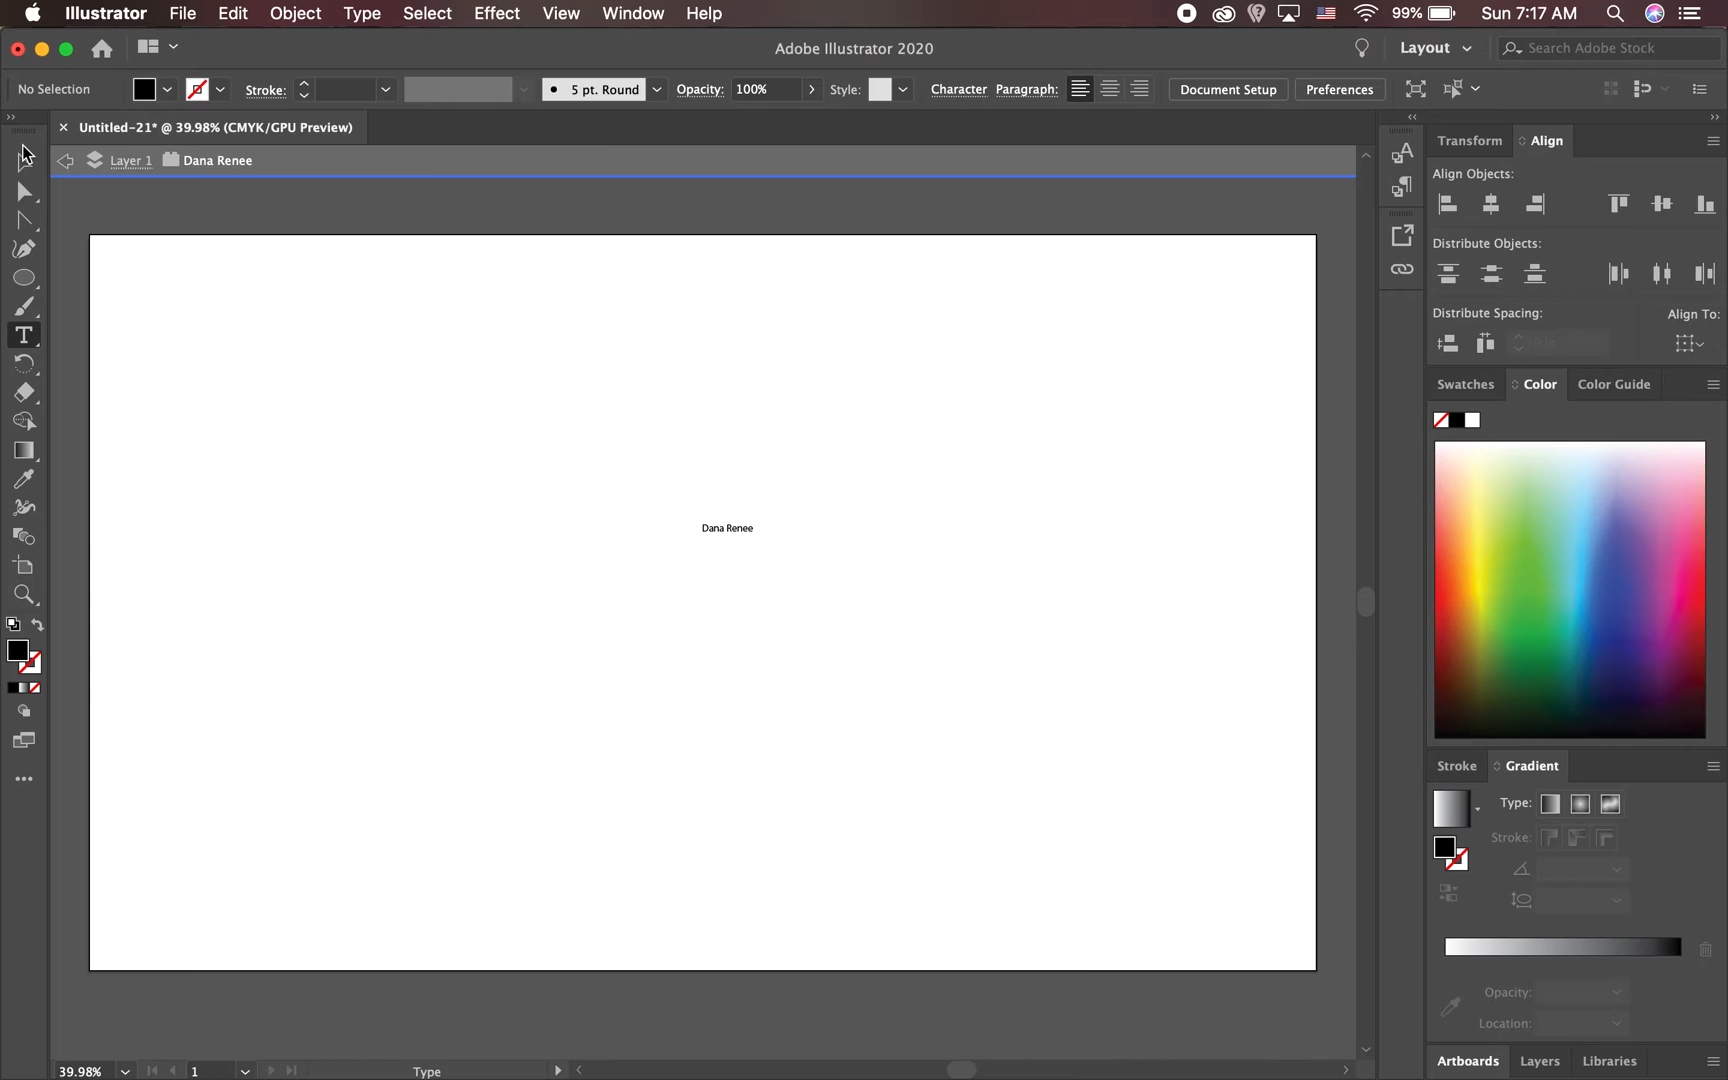 Illustrator File Edit Object Type Select Effect View Window Help 99% Sun 7:17 AM
Adobe Illustrator 2020 Layout Search Adobe Stock
No Selection Stroke: 5 pt. Round Opacity: 100% Style: Character Paragraph: Document Setup Preferences
Untitled-21* @ 39.98% (CMYK/GPU Preview)
Layer 1 Dana Renee
Transform Align
Align Objects:
Distribute Objects:
Distribute Spacing: Align To:
0 in
Swatches Color Color Guide
Dana Renee
Stroke Gradient
Type:
Stroke:
Opacity:
Location:
Artboards Layers Libraries
39.98% 1 Type